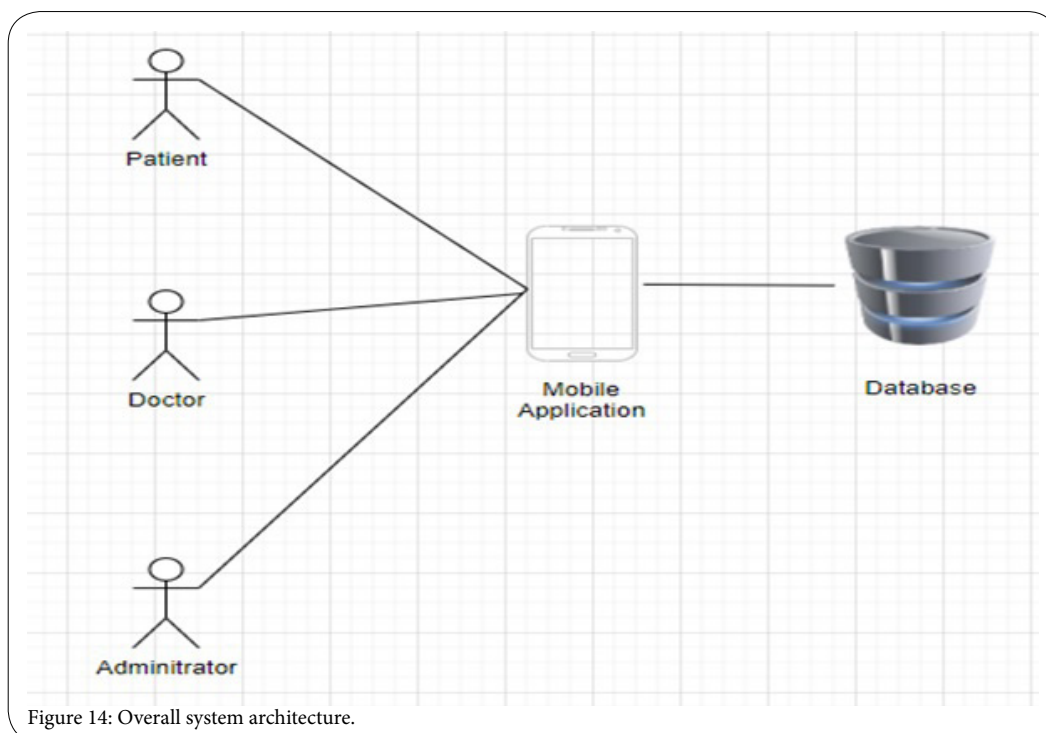 Patient
Doctor
Mobile
Application
Database
Adminitrator
Figure 14: Overall system architecture.